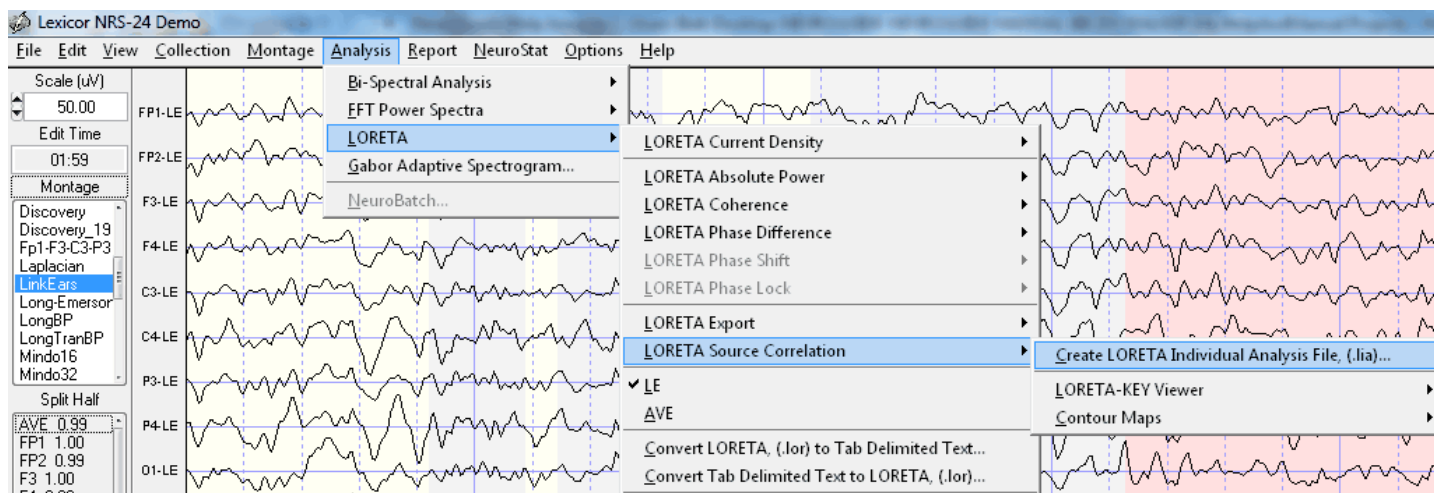 Lexicor NRS-24 Demo
File Edit View Collection Montage Analysis Report NeuroStat Options Help
Scale (uV)
50.00
Edit Time
01:59
Montage
Discovery
Discovery_19
Fp1-F3-C3-P3
Laplacian
LinkEars
Long-Emerson
LongBP
LongTranBP
Mindo16
Mindo32
Split Half
AVE 0.99
FP1 1.00
FP2 0.99
F3 1.00
FP1-LE
FP2-LE
F3-LE
F4-LE
C3-LE
C4-LE
P3-LE
P4-LE
O1-LE
Bi-Spectral Analysis
FFT Power Spectra
LORETA
Gabor Adaptive Spectrogram...
NeuroBatch...
LORETA Current Density
LORETA Absolute Power
LORETA Coherence
LORETA Phase Difference
LORETA Phase Shift
LORETA Phase Lock
LORETA Export
LORETA Source Correlation
LE
AVE
Convert LORETA, (.lor) to Tab Delimited Text...
Convert Tab Delimited Text to LORETA, (.lor)...
Create LORETA Individual Analysis File, (.lia)...
LORETA-KEY Viewer
Contour Maps